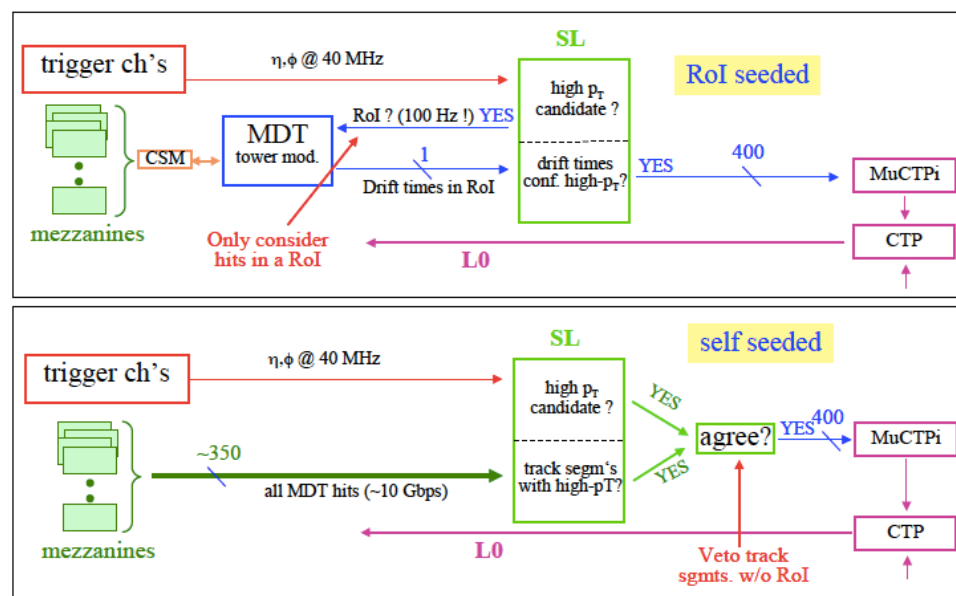 SL
trigger ch's
η,ϕ @ 40 MHz
RoI seeded
high pT
candidate ?
RoI ? (100 Hz !) YES
MDT
tower mod.
CSM
1
Drift times in RoI
drift times
conf. high-pT?
YES
400
MuCTPi
mezzanines
Only consider
hits in a RoI
L0
CTP
SL
self seeded
trigger ch's
η,ϕ @ 40 MHz
high pT
candidate ?
YES
agree?
YES
400
MuCTPi
~350
all MDT hits (~10 Gbps)
track segm‘s
with high-pT?
YES
mezzanines
L0
Veto track
sgmts. w/o RoI
CTP